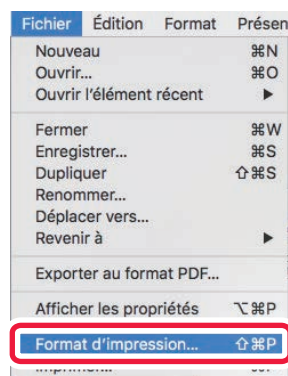 Fichier Édition Format Présen
Nouveau ⌘N
Ouvrir... ⌘O
Ouvrir l'élément récent ▶
Fermer ⌘W
Enregistrer... ⌘S
Dupliquer ⇧⌘S
Renommer...
Déplacer vers...
Revenir à ▶
Exporter au format PDF...
Afficher les propriétés ⌥⌘P
Format d'impression... ⇧⌘P